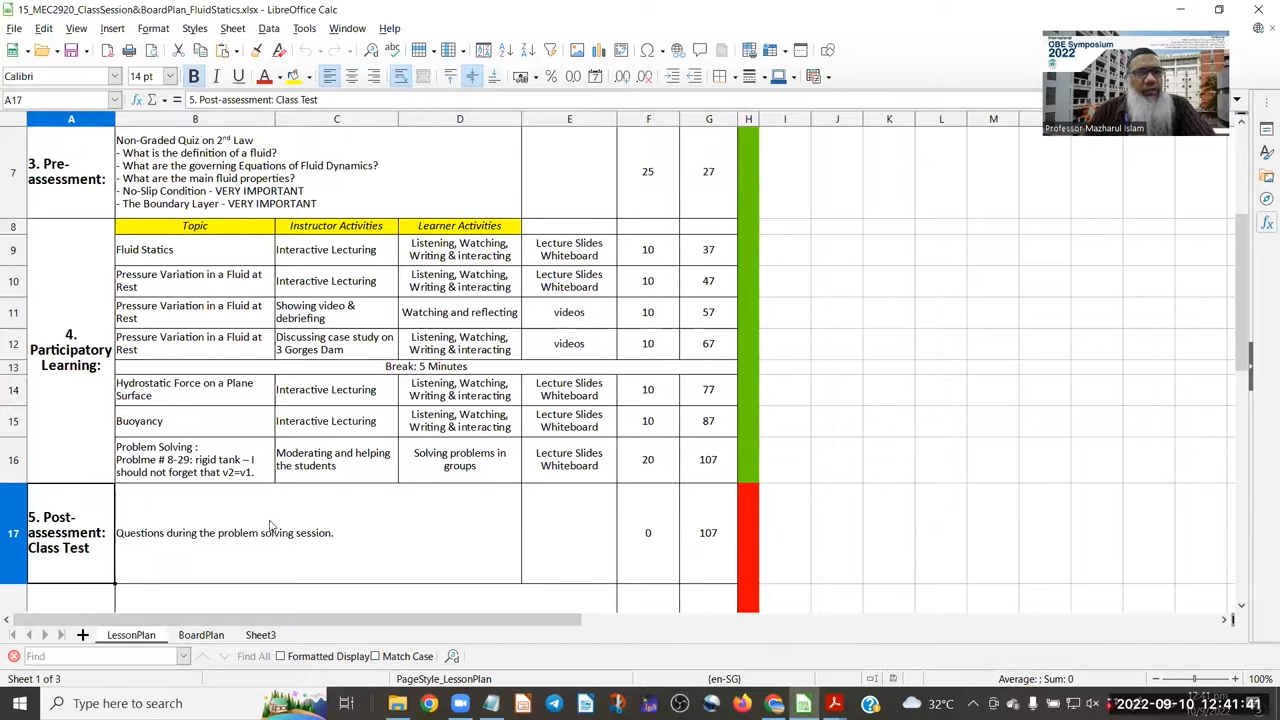 15_MEC2920_ClassSession&BoardPlan_FluidStatics.xlsx - LibreOffice Calc
File Edit View Insert Format Styles Sheet Data Tools Window Help
Calibri 14 pt
A17 5. Post-assessment: Class Test
International
OBE Symposium
2022
Professor Mazharul Islam
A B C D E F G H I J K L M
7 3. Pre-
assessment:
Non-Graded Quiz on 2nd Law
- What is the definition of a fluid?
- What are the governing Equations of Fluid Dynamics?
- What are the main fluid properties?
- No-Slip Condition - VERY IMPORTANT
- The Boundary Layer - VERY IMPORTANT
25 27
8 Topic Instructor Activities Learner Activities
4.
Participatory
Learning:
9 Fluid Statics Interactive Lecturing Listening, Watching,
Writing & interacting Lecture Slides
Whiteboard 10 37
10 Pressure Variation in a Fluid at
Rest Interactive Lecturing Listening, Watching,
Writing & interacting Lecture Slides
Whiteboard 10 47
11 Pressure Variation in a Fluid at
Rest Showing video &
debriefing Watching and reflecting videos 10 57
12 Pressure Variation in a Fluid at
Rest Discussing case study on
3 Gorges Dam Listening, Watching,
Writing & interacting videos 10 67
13 Break: 5 Minutes
14 Hydrostatic Force on a Plane
Surface Interactive Lecturing Listening, Watching,
Writing & interacting Lecture Slides
Whiteboard 10 77
15 Buoyancy Interactive Lecturing Listening, Watching,
Writing & interacting Lecture Slides
Whiteboard 10 87
16 Problem Solving :
Problme # 8-29: rigid tank – I
should not forget that v2=v1. Moderating and helping
the students Solving problems in
groups Lecture Slides
Whiteboard 20 107
17 5. Post-
assessment:
Class Test
Questions during the problem solving session. 0 107
LessonPlan BoardPlan Sheet3
Find Find All Formatted Display Match Case
Sheet 1 of 3 PageStyle_LessonPlan [en-SG] Average: ; Sum: 0 100%
Type here to search 32°C 2022-09-10 12:41:41